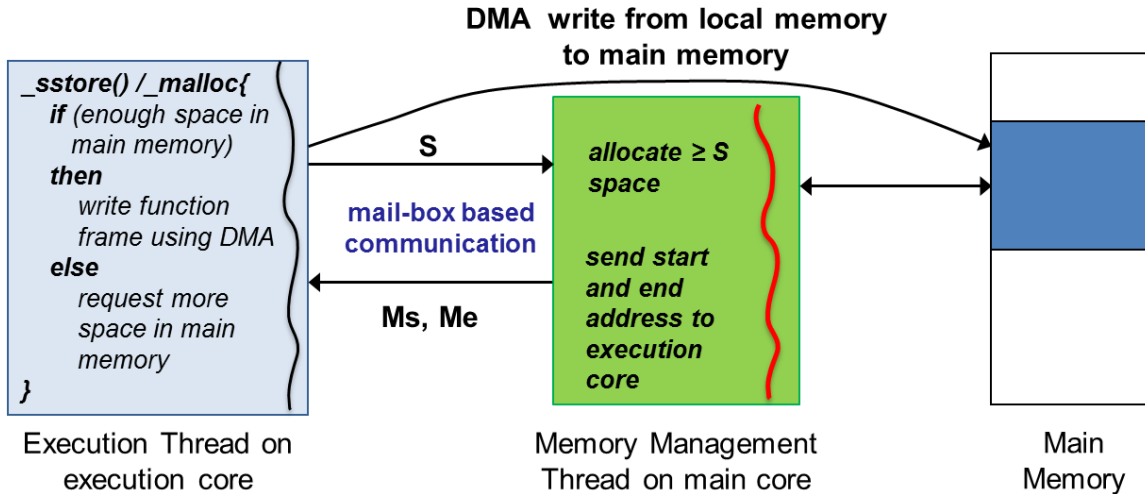 DMA write from local memory
to main memory
_sstore() /_malloc{
if (enough space in
main memory)
then
write function
frame using DMA
else
request more
space in main
memory
}
S
mail-box based
communication
Ms, Me
allocate ≥ S
space
send start
and end
address to
execution
core
Execution Thread on
execution core
Memory Management
Thread on main core
Main
Memory